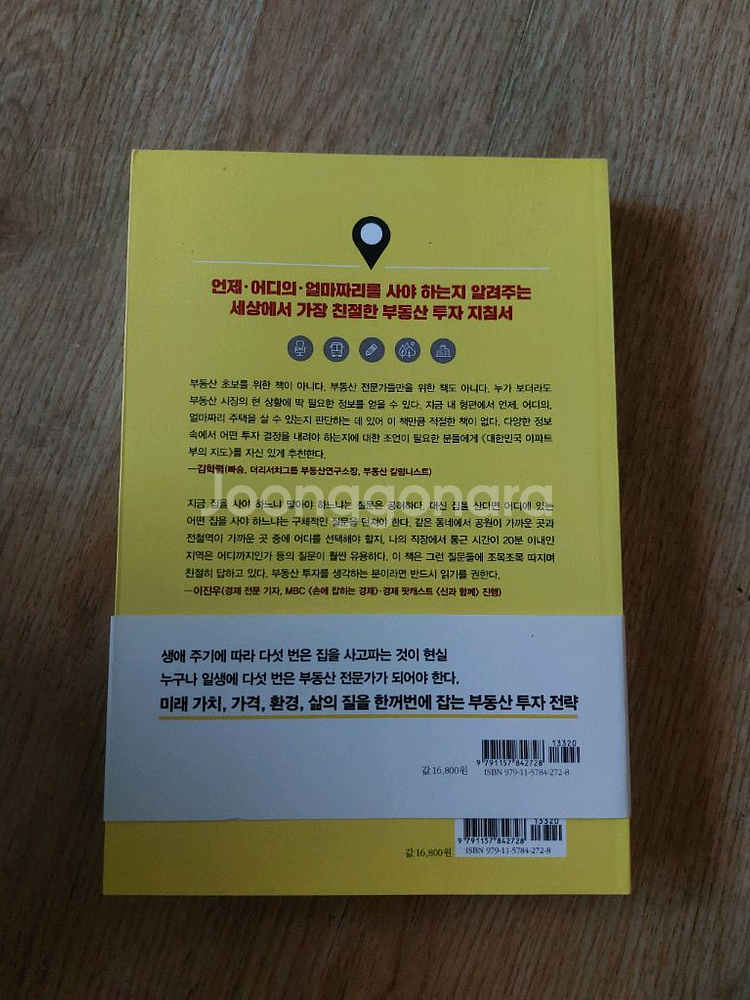 언제·어디의·얼마짜리를 사야 하는지 알려주는
세상에서 가장 친절한 부동산 투자 지침서
부동산 초보를 위한 책이 아니다. 부동산 전문가들만을 위한 책도 아니다. 누가 보더라도
부동산 시장의 현 상황에 딱 필요한 정보를 얻을 수 있다. 지금 내 형편에서 언제, 어디의,
얼마짜리 주택을 살 수 있는지 판단하는 데 있어 이 책만큼 적절한 책이 없다. 다양한 정보
속에서 어떤 투자 결정을 내려야 하는지에 대한 조언이 필요한 분들에게 《대한민국 아파트
부의 지도》를 자신 있게 추천한다.
—김학렬(빠숑, 더리서치그룹 부동산연구소장, 부동산 칼럼니스트)
Joonggonara
지금 집을 사야 하느냐 말아야 하느냐는 질문은 공허하다. 대신 집을 산다면 어디에 있는
어떤 집을 사야 하느냐는 구체적인 질문을 던져야 한다. 같은 동네에서 공원이 가까운 곳과
전철역이 가까운 곳 중에 어디를 선택해야 할지, 나의 직장에서 통근 시간이 20분 이내인
지역은 어디까지인가 등의 질문이 훨씬 유용하다. 이 책은 그런 질문들에 조목조목 따지며
친절히 답하고 있다. 부동산 투자를 생각하는 분이라면 반드시 읽기를 권한다.
—이진우(경제 전문 기자, MBC 〈손에 잡히는 경제〉·경제 팟캐스트 〈신과 함께〉 진행)
생애 주기에 따라 다섯 번은 집을 사고파는 것이 현실
누구나 일생에 다섯 번은 부동산 전문가가 되어야 한다.
미래 가치, 가격, 환경, 삶의 질을 한꺼번에 잡는 부동산 투자 전략
13320
9 791157 842728
값 16,800원
ISBN 979-11-5784-272-8
13320
9 791157 842728
값 16,800원
ISBN 979-11-5784-272-8